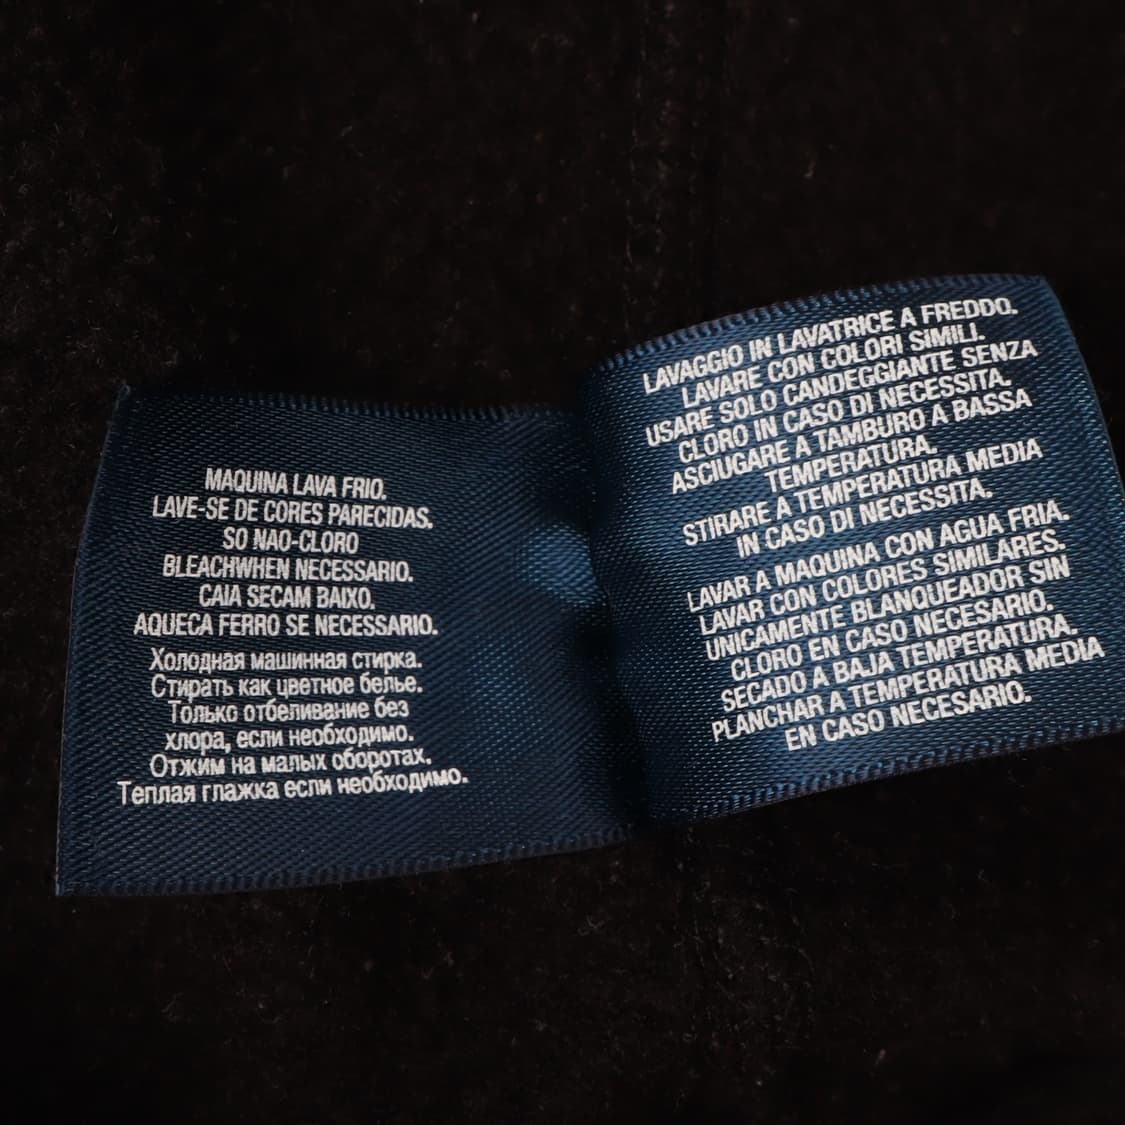 MAQUINA LAVA FRIO.
LAVE-SE DE CORES PARECIDAS.
SO NAO-CLORO
BLEACHWHEN NECESSARIO.
CAIA SECAM BAIXO.
AQUECA FERRO SE NECESSARIO.
Холодная машинная стирка.
Стирать как цветное белье.
Только отбеливание без
хлора, если необходимо.
Отжим на малых оборотах.
Теплая глажка если необходимо.
LAVAGGIO IN LAVATRICE A FREDDO.
LAVARE CON COLORI SIMILI.
USARE SOLO CANDEGGIANTE SENZA
CLORO IN CASO DI NECESSITA.
ASCIUGARE A TAMBURO A BASSA
TEMPERATURA.
STIRARE A TEMPERATURA MEDIA
IN CASO DI NECESSITA.
LAVAR A MAQUINA CON AGUA FRIA.
LAVAR CON COLORES SIMILARES.
UNICAMENTE BLANQUEADOR SIN
CLORO EN CASO NECESARIO.
SECADO A BAJA TEMPERATURA.
PLANCHAR A TEMPERATURA MEDIA
EN CASO NECESARIO.